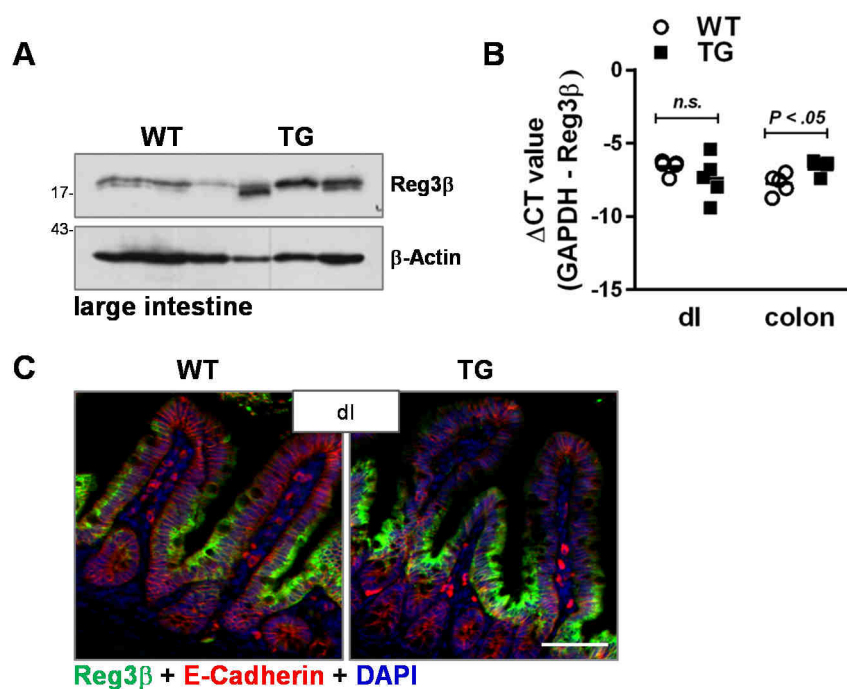 A
WT TG
17-
Reg3β
43-
β-Actin
large intestine
B
WT
TG
0
-5
-10
-15
ΔCT value
(GAPDH - Reg3β)
n.s.
P < .05
dI colon
C
WT TG
dI
Reg3β + E-Cadherin + DAPI